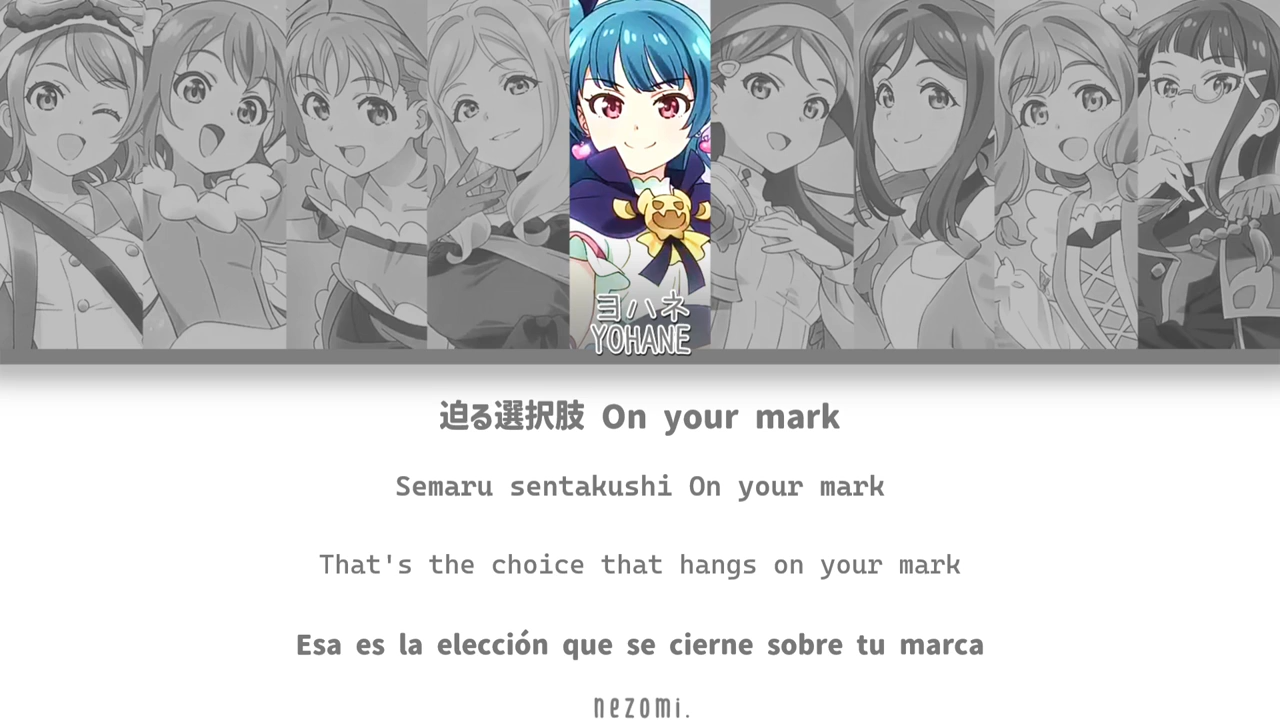 ヨハネ
YOHANE
迫る選択肢 On your mark
Semaru sentakushi On your mark
That's the choice that hangs on your mark
Esa es la elección que se cierne sobre tu marca
nezomi.